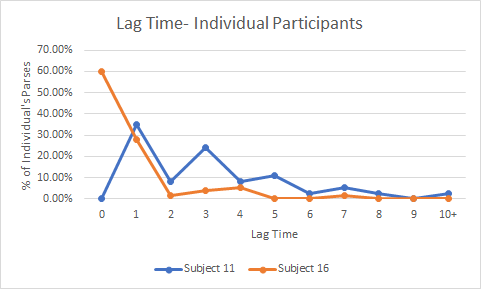 Lag Time- Individual Participants
% of Individual's Parses
70.00%
60.00%
50.00%
40.00%
30.00%
20.00%
10.00%
0.00%
0 1 2 3 4 5 6 7 8 9 10+
Lag Time
Subject 11 Subject 16